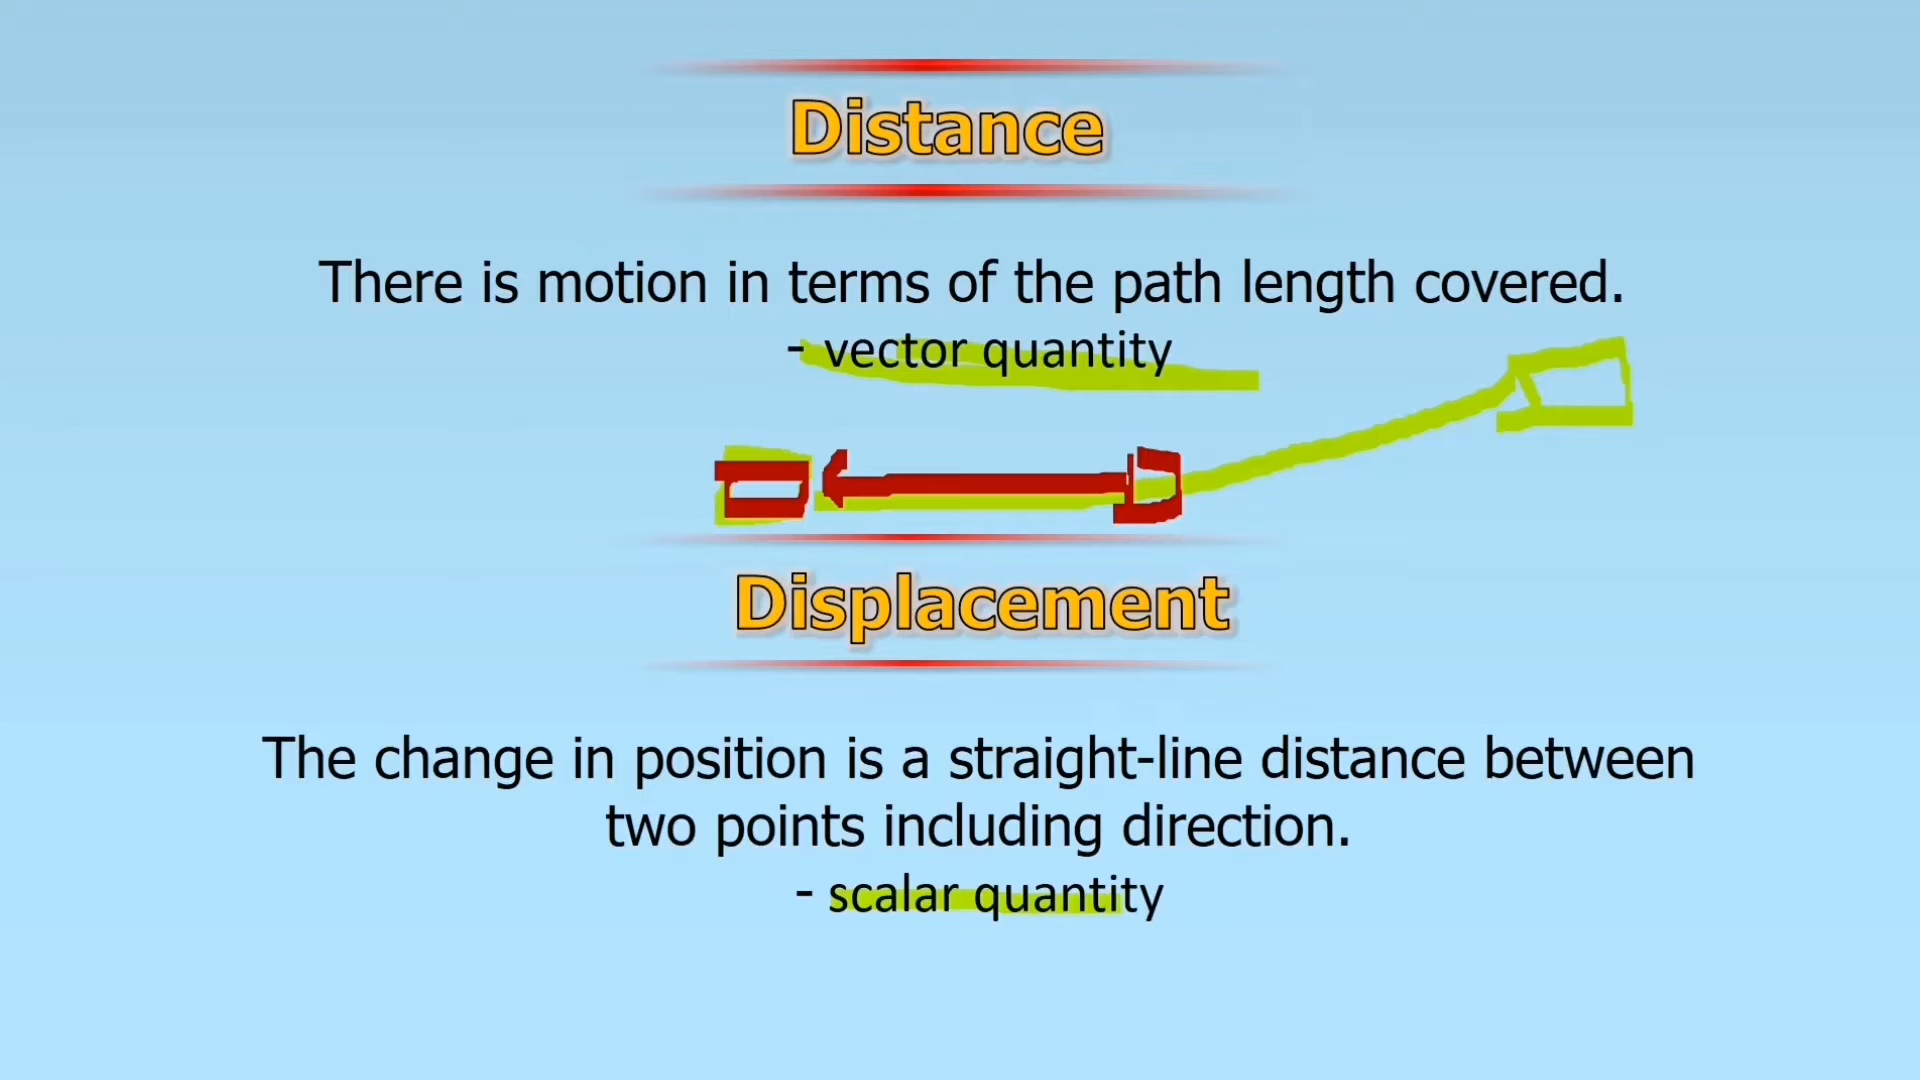 Distance
There is motion in terms of the path length covered.
- vector quantity
Displacement
The change in position is a straight-line distance between
two points including direction.
- scalar quantity